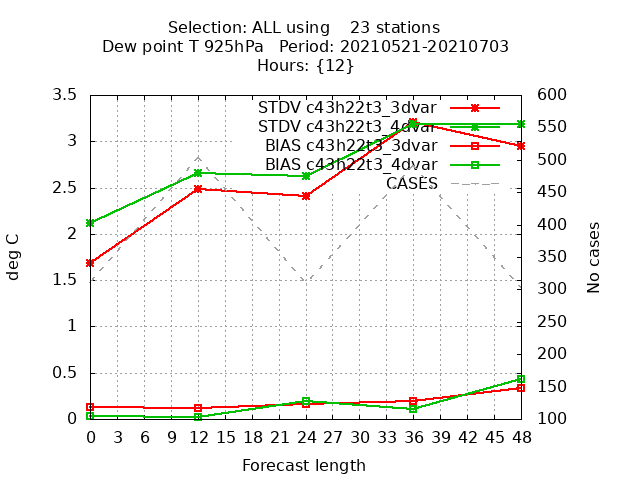 Selection: ALL using    23 stations
Dew point T 925hPa   Period: 20210521-20210703
Hours: {12}
3.5
3
2.5
2
1.5
1
0.5
0
deg C
STDV c43h22t3_3dvar
STDV c43h22t3_4dvar
BIAS c43h22t3_3dvar
BIAS c43h22t3_4dvar
CASES
600
550
500
450
400
350
300
250
200
150
100
No cases
0 3 6 9 12 15 18 21 24 27 30 33 36 39 42 45 48
Forecast length